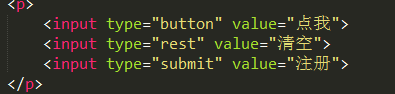 <p>
<input type="button" value="点我">
<input type="rest" value="清空">
<input type="submit" value="注册">
</p>